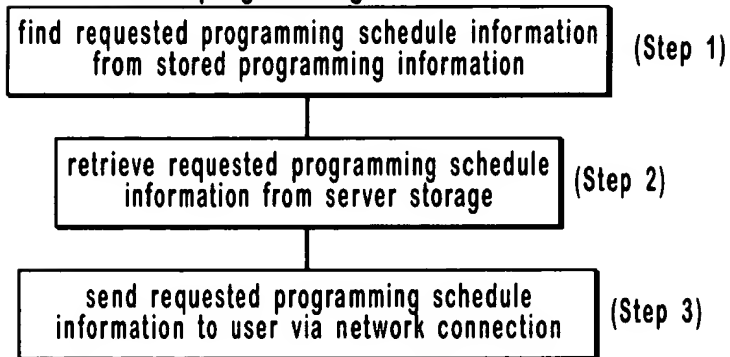 find requested programming schedule information
from stored programming information
(Step 1)
retrieve requested programming schedule
information from server storage
(Step 2)
send requested programming schedule
information to user via network connection
(Step 3)